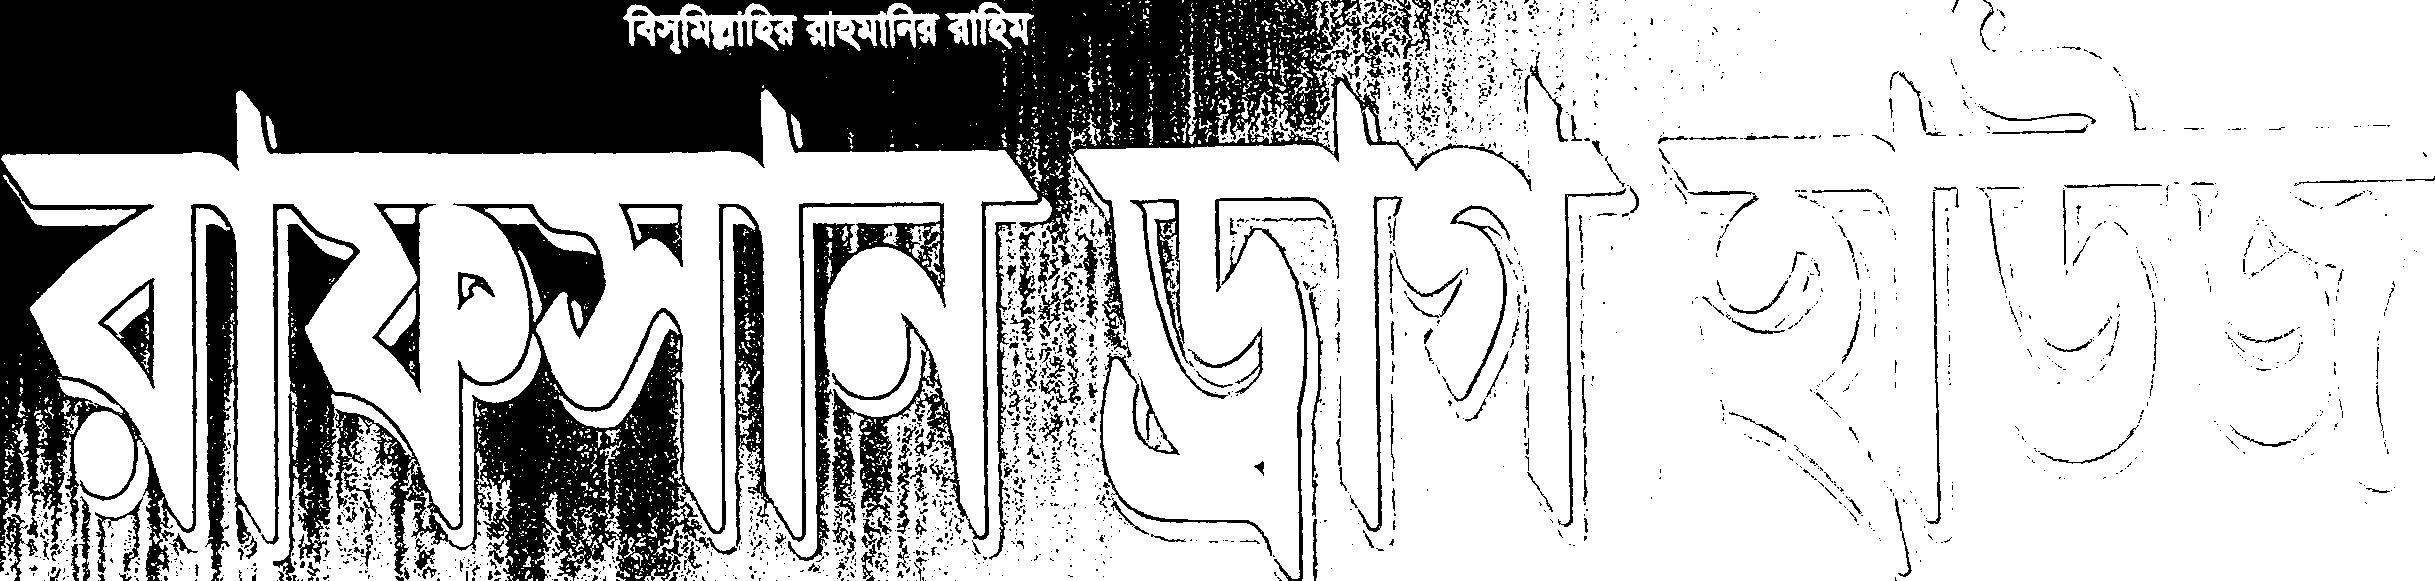 বিসমিল্লাহির রাহমানির রাহিম
রাফসান ড্রাগ হাউজ